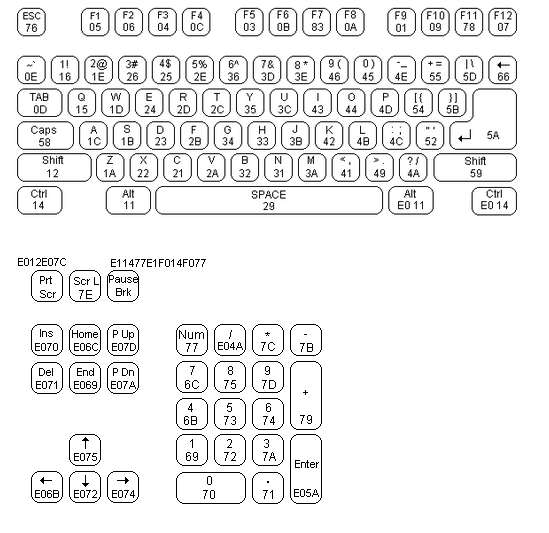 ESC F1 F2 F3 F4 F5 F6 F7 F8 F9 F10 F11 F12
76 05 06 04 0C 03 0B 83 0A 01 09 78 07
~` 1! 2@ 3# 4$ 5% 6^ 7& 8* 9( 0) -_ += |\ ←
0E 16 1E 26 25 2E 36 3D 3E 46 45 4E 55 5D 66
TAB Q W E R T Y U I O P [{ ]}
0D 15 1D 24 2D 2C 35 3C 43 44 4D 54 5B
Caps A S D F G H J K L ; : " '
58 1C 1B 23 2B 34 33 3B 42 4B 4C 52 5A
Shift Z X C V B N M <, >. ?/ Shift
12 1A 22 21 2A 32 31 3A 41 49 4A 59
Ctrl Alt SPACE Alt Ctrl
14 11 29 E0 11 E0 14
E012E07C E11477E1F014F077
Prt Scr L Pause
Scr 7E Brk
Ins Home P Up Num / * -
E070 E06C E07D 77 E04A 7C 7B
Del End P Dn 7 8 9
E071 E069 E07A 6C 75 7D
+
4 5 6
6B 73 74 79
↑ 1 2 3
E075 69 72 7A
Enter
← ↓ → 0 .
E06B E072 E074 70 71 E05A